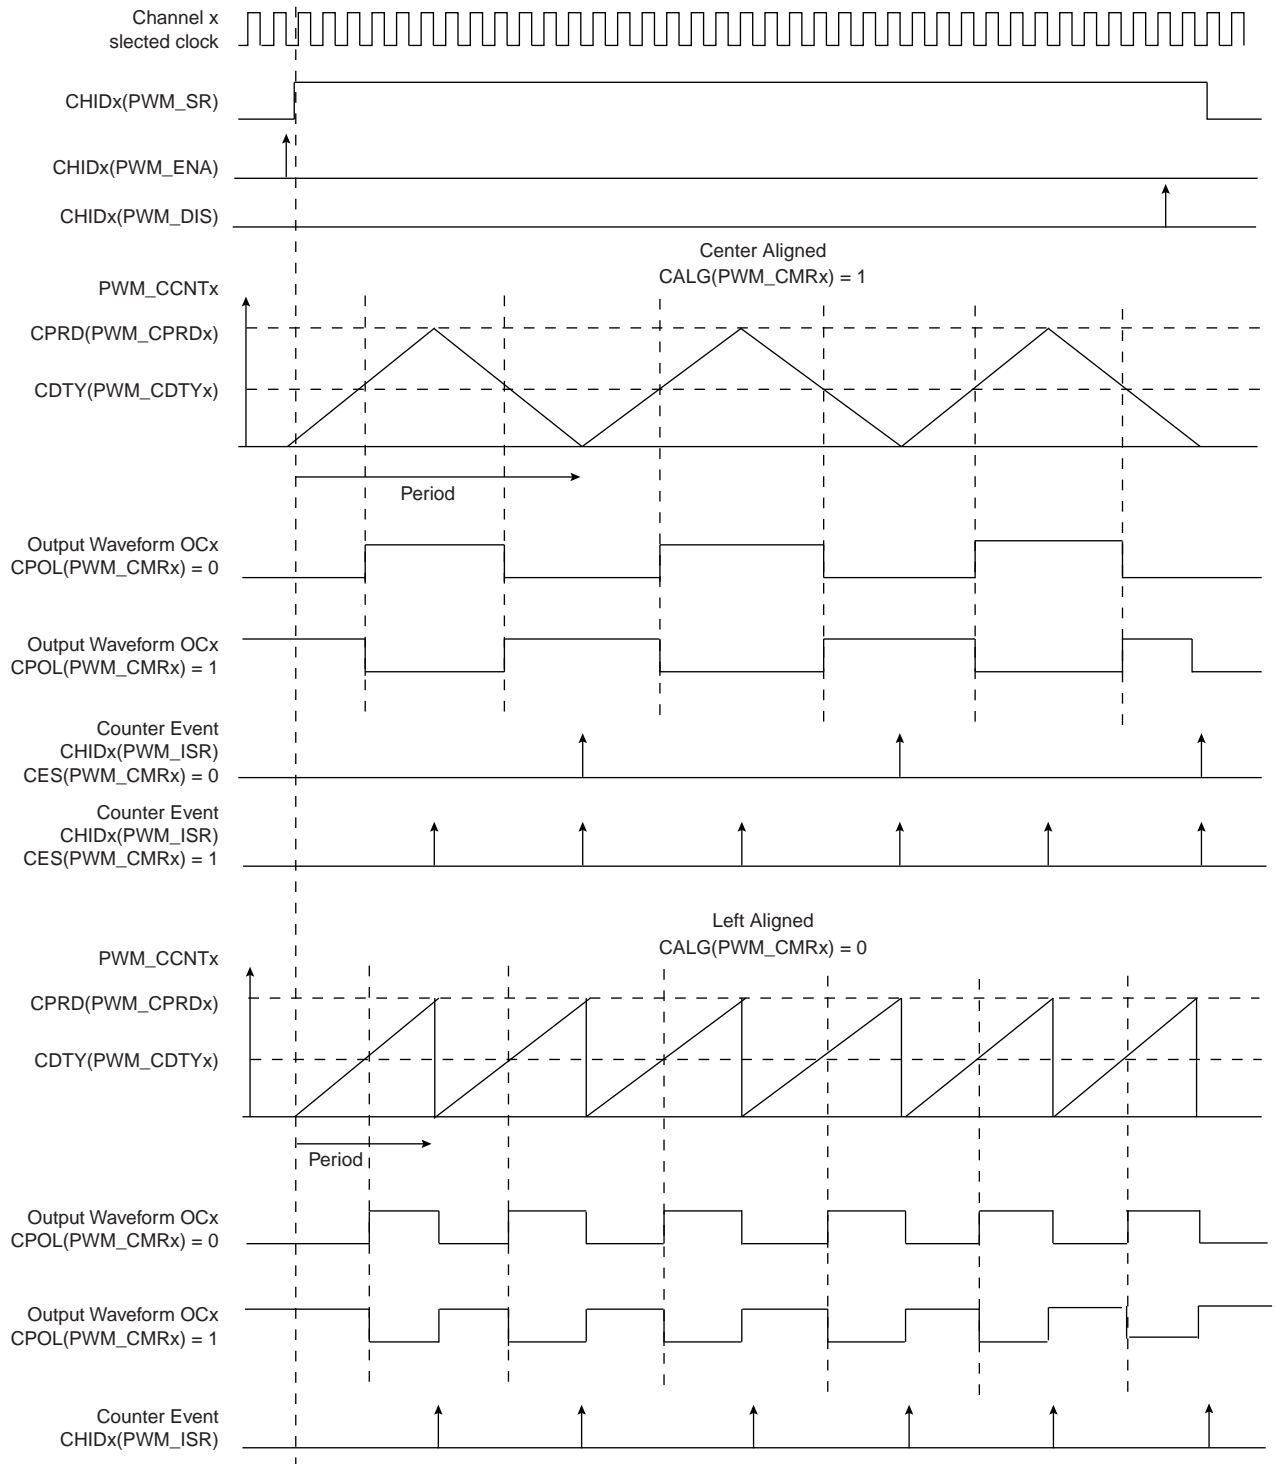 Channel x
slected clock
CHIDx(PWM_SR)
CHIDx(PWM_ENA)
CHIDx(PWM_DIS)
Center Aligned
CALG(PWM_CMRx) = 1
PWM_CCNTx
CPRD(PWM_CPRDx)
CDTY(PWM_CDTYx)
Period
Output Waveform OCx
CPOL(PWM_CMRx) = 0
Output Waveform OCx
CPOL(PWM_CMRx) = 1
Counter Event
CHIDx(PWM_ISR)
CES(PWM_CMRx) = 0
Counter Event
CHIDx(PWM_ISR)
CES(PWM_CMRx) = 1
Left Aligned
CALG(PWM_CMRx) = 0
PWM_CCNTx
CPRD(PWM_CPRDx)
CDTY(PWM_CDTYx)
Period
Output Waveform OCx
CPOL(PWM_CMRx) = 0
Output Waveform OCx
CPOL(PWM_CMRx) = 1
Counter Event
CHIDx(PWM_ISR)